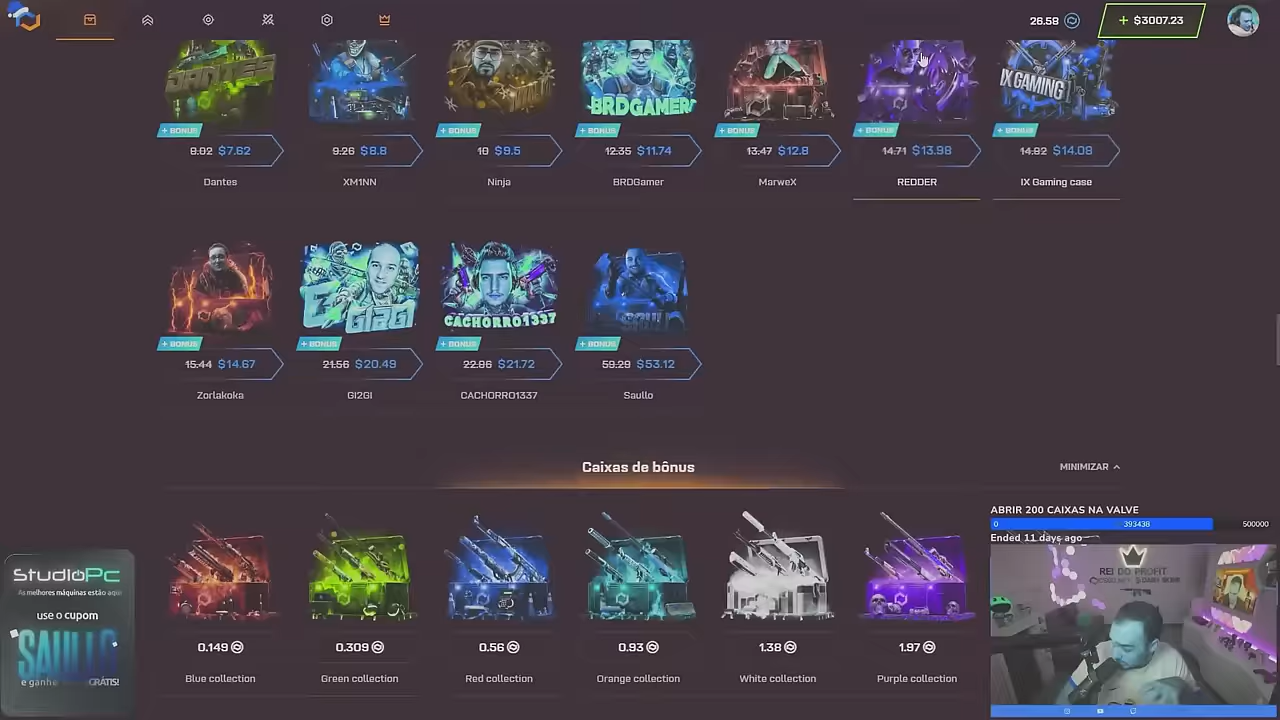 26.58
+ $3007.23
DANTES
BRDGAMER
IX GAMING
+ BONUS
+ BONUS
+ BONUS
+ BONUS
+ BONUS
+ BONUS
8.02 $7.62
9.26 $8.8
10 $9.5
12.35 $11.74
13.47 $12.8
14.71 $13.98
14.82 $14.08
Dantes
XM1NN
Ninja
BRDGamer
MarweX
REDDER
IX Gaming case
GI2GI
CACHORRO1337
SAULL
+ BONUS
+ BONUS
+ BONUS
+ BONUS
15.44 $14.67
21.56 $20.49
22.86 $21.72
59.29 $53.12
Zorlakoka
GI2GI
CACHORRO1337
Saullo
Caixas de bônus
MINIMIZAR
ABRIR 200 CAIXAS NA VALVE
0 393438 500000
Ended 11 days ago
StudioPc
As melhores máquinas estão aqui
use o cupom
SAULLO
e ganhe GRÁTIS!
REI DO PROFIT
0.149
0.309
0.56
0.93
1.38
1.97
Blue collection
Green collection
Red collection
Orange collection
White collection
Purple collection